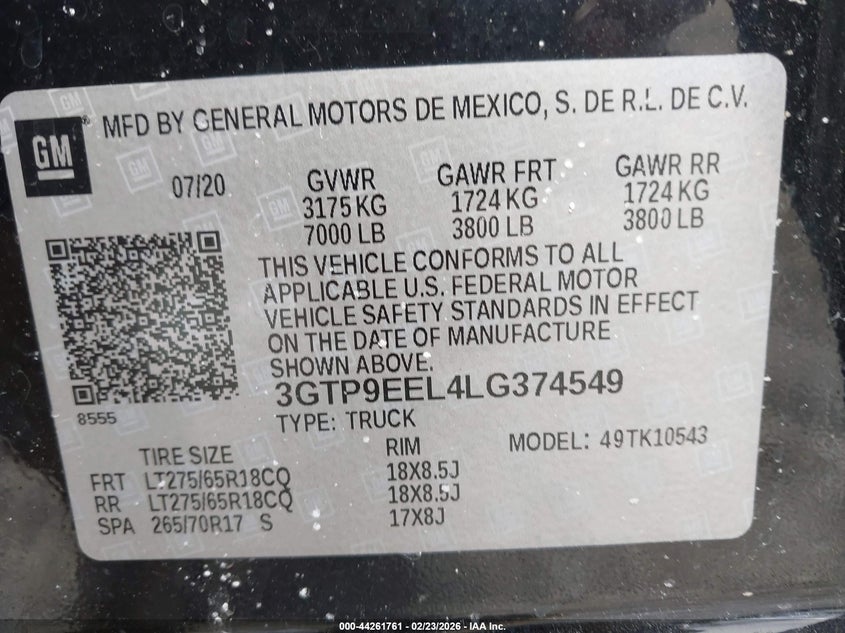 GM
MFD BY GENERAL MOTORS DE MEXICO, S. DE R.L. DE C.V.
07/20 GVWR GAWR FRT GAWR RR
3175 KG 1724 KG 1724 KG
7000 LB 3800 LB 3800 LB
THIS VEHICLE CONFORMS TO ALL
APPLICABLE U.S. FEDERAL MOTOR
VEHICLE SAFETY STANDARDS IN EFFECT
ON THE DATE OF MANUFACTURE
SHOWN ABOVE.
3GTP9EEL4LG374549
8555
TYPE: TRUCK
TIRE SIZE RIM MODEL: 49TK10543
FRT LT275/65R18CQ 18X8.5J
RR LT275/65R18CQ 18X8.5J
SPA 265/70R17 S 17X8J
000-44261761 - 02/23/2026 - IAA Inc.